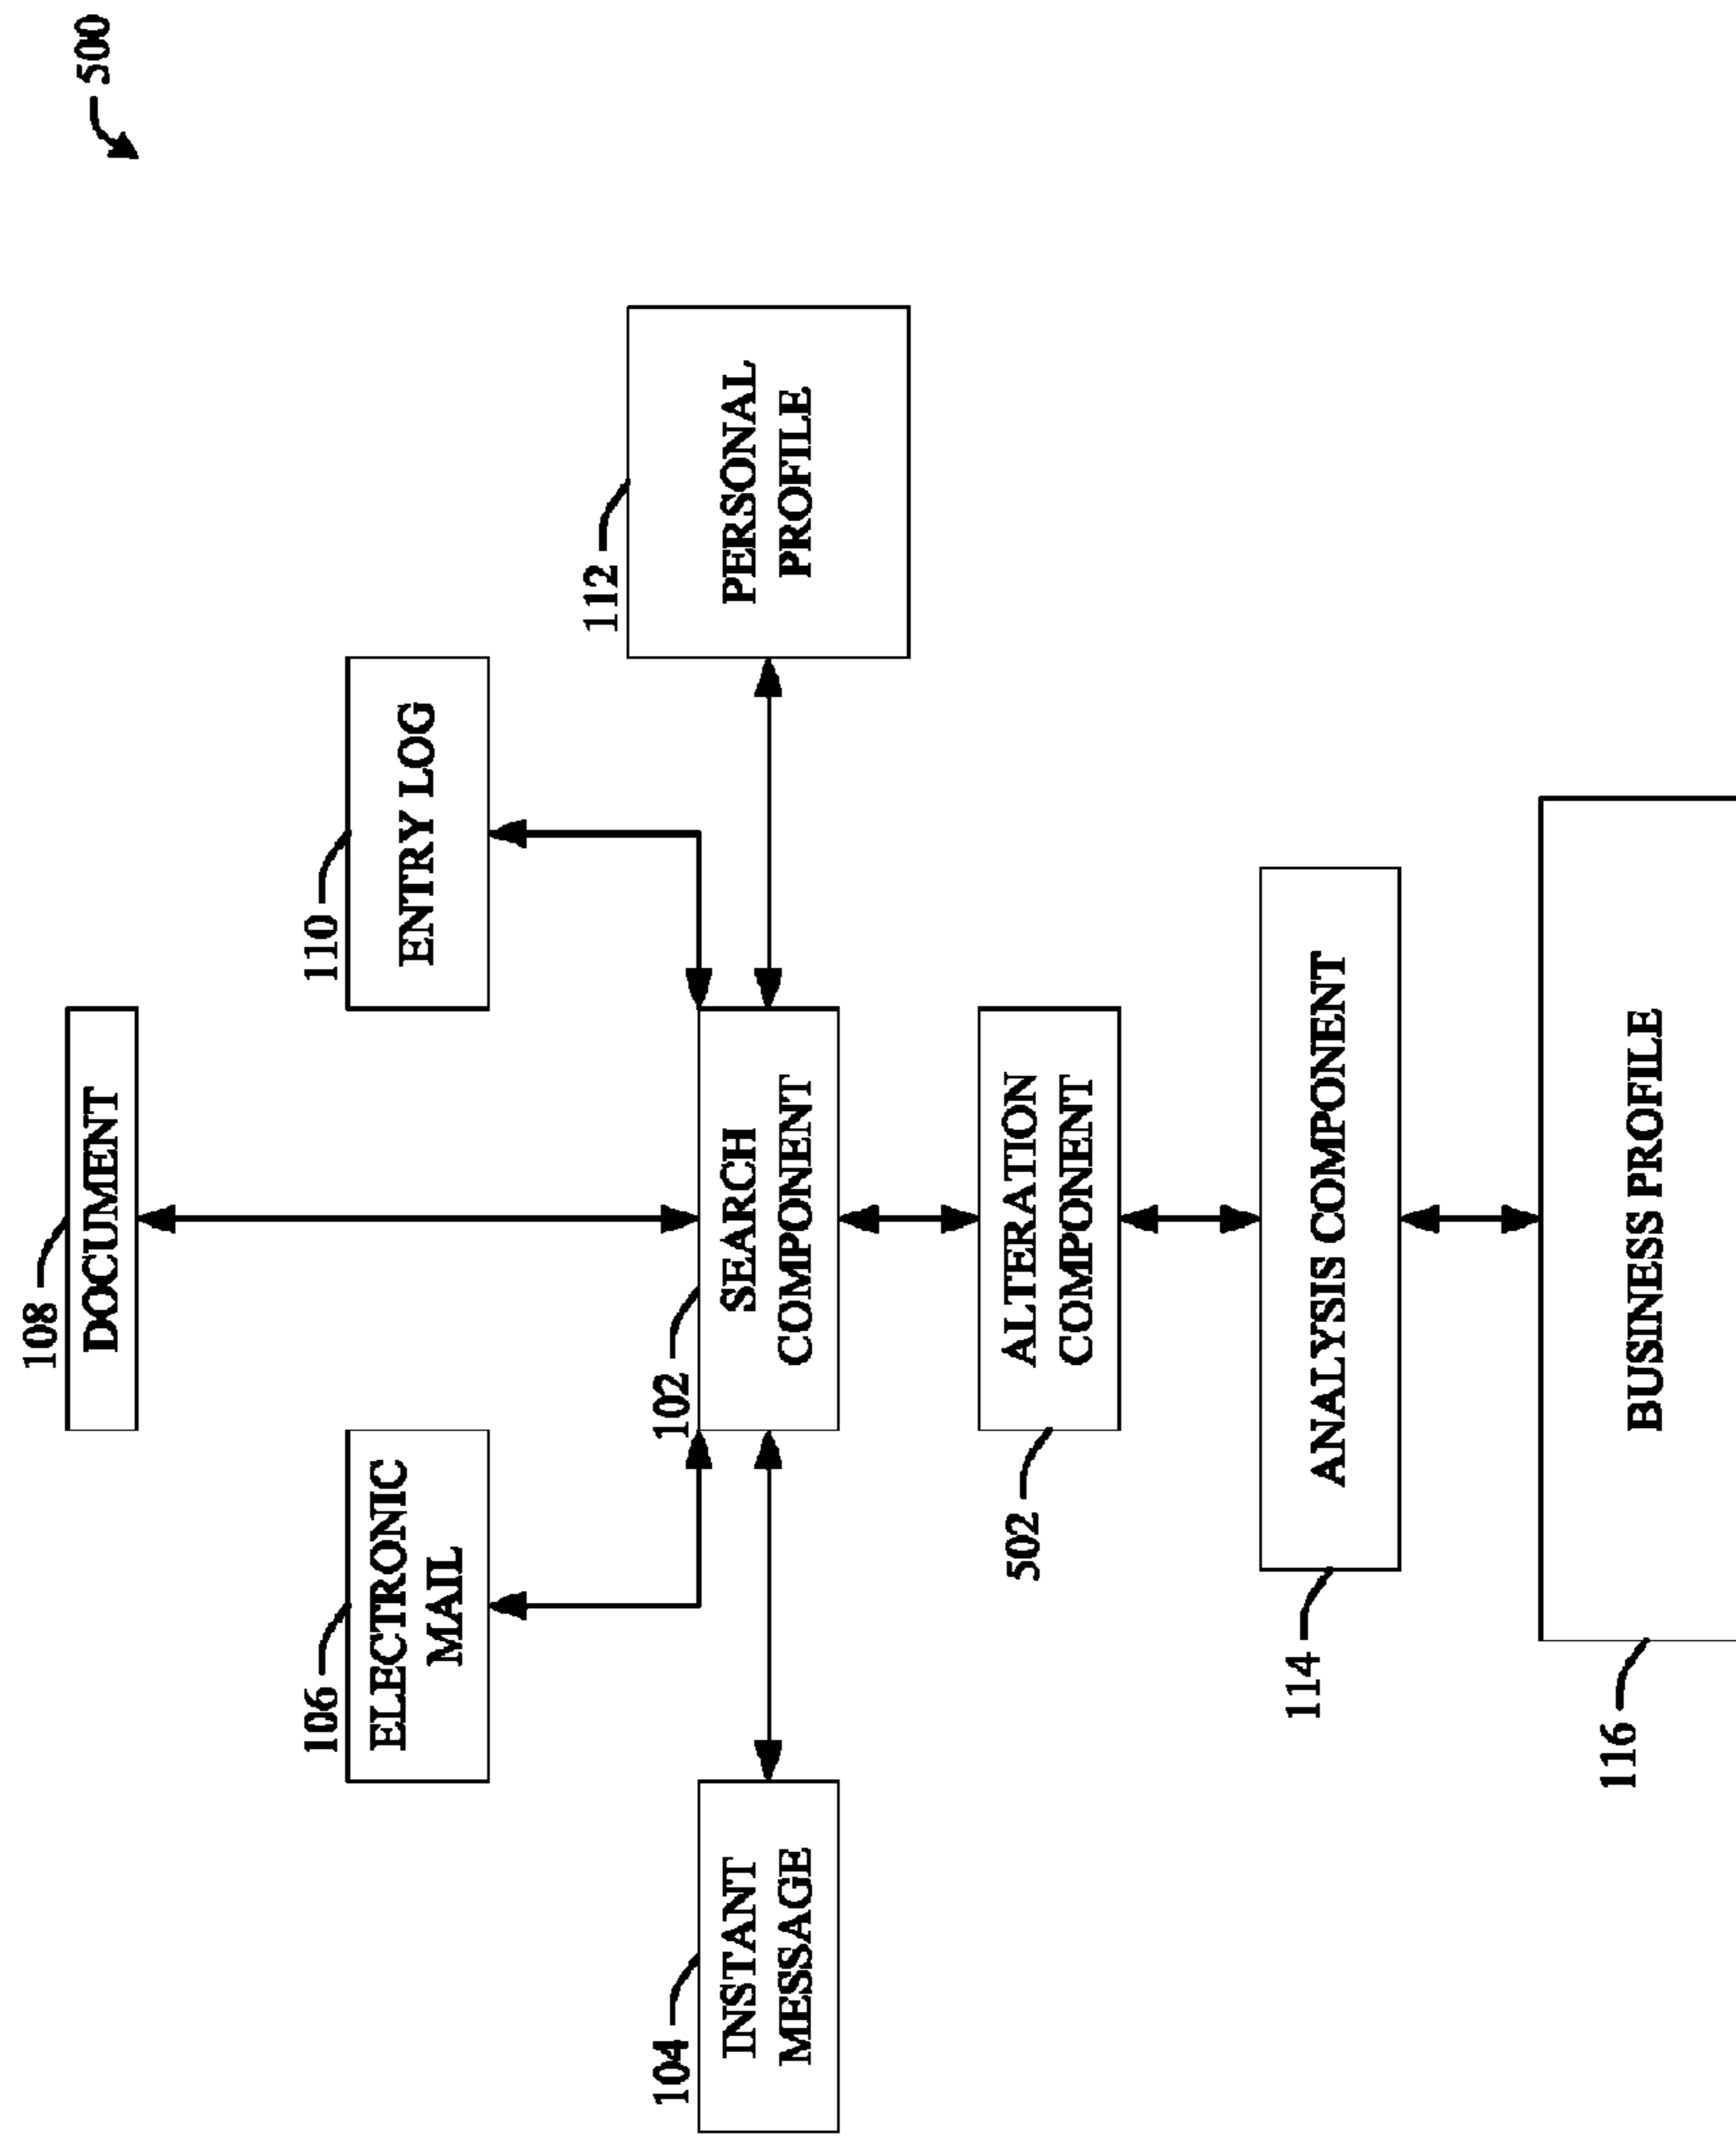 500
108
DOCUMENT
106
ELECTRONIC
MAIL
110
ENTRY LOG
104
INSTANT
MESSAGE
102
SEARCH
COMPONENT
112
PERSONAL
PROFILE
502
ALTERATION
COMPONENT
114
ANALYSIS COMPONENT
116
BUSINESS PROFILE